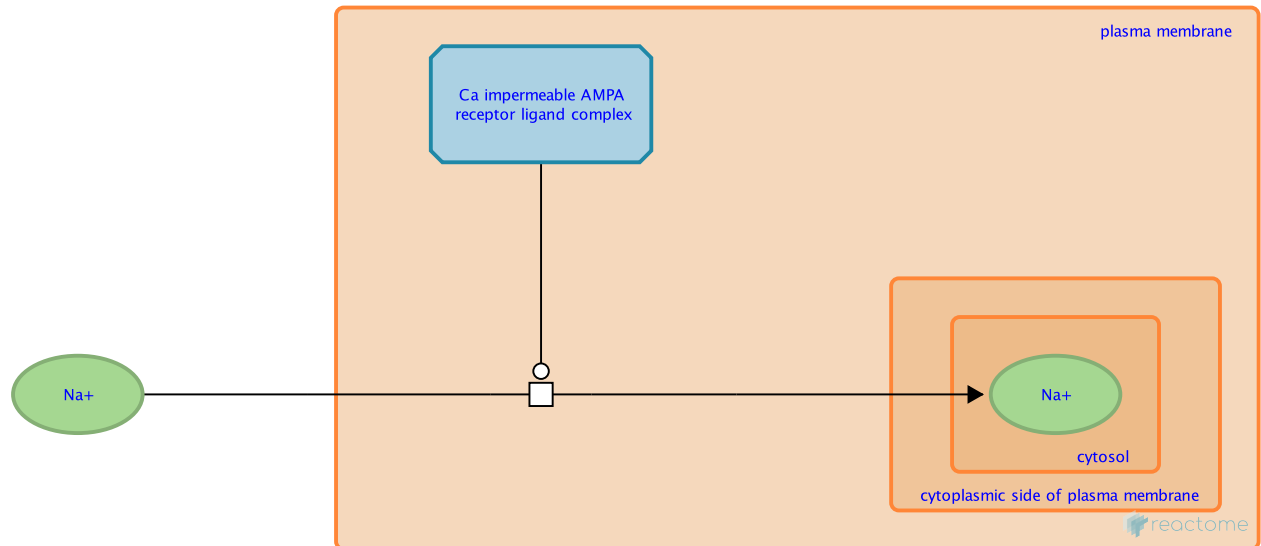 plasma membrane
Ca impermeable AMPA
receptor ligand complex
Na+
Na+
cytosol
cytoplasmic side of plasma membrane
reactome